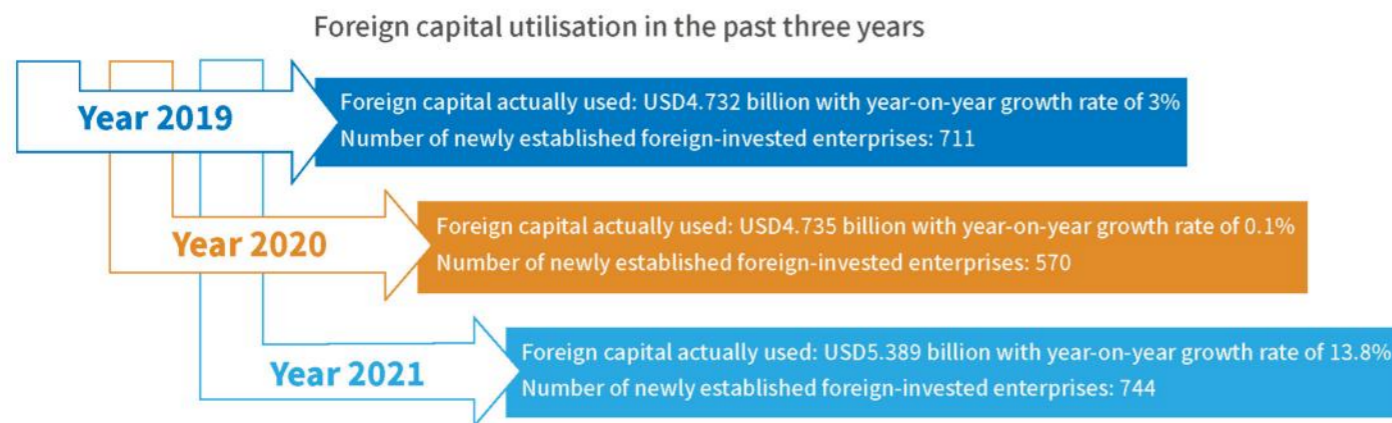 Foreign capital utilisation in the past three years
Year 2019
Foreign capital actually used: USD4.732 billion with year-on-year growth rate of 3%
Number of newly established foreign-invested enterprises: 711
Year 2020
Foreign capital actually used: USD4.735 billion with year-on-year growth rate of 0.1%
Number of newly established foreign-invested enterprises: 570
Year 2021
Foreign capital actually used: USD5.389 billion with year-on-year growth rate of 13.8%
Number of newly established foreign-invested enterprises: 744